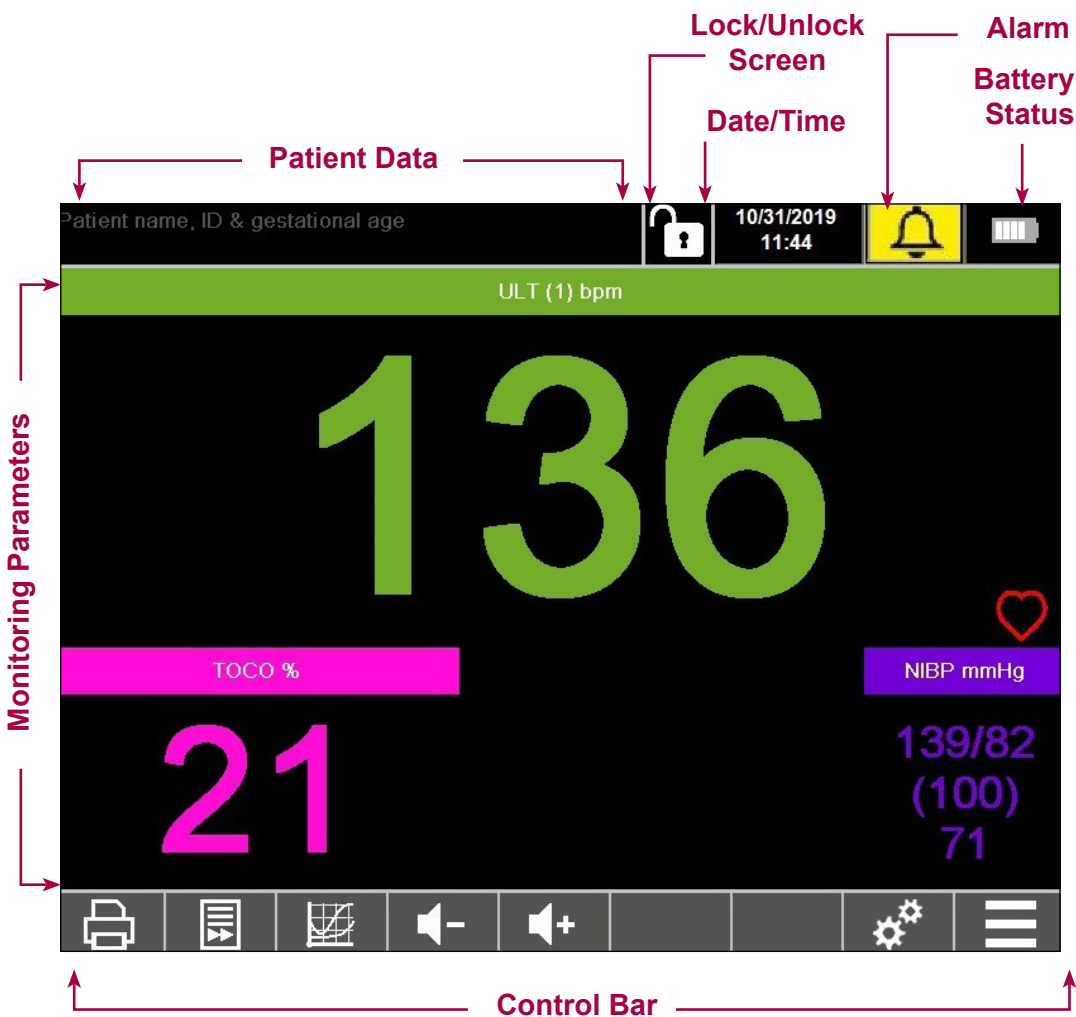 Lock/Unlock
Screen
Alarm
Battery
Status
Date/Time
Patient Data
Patient name, ID & gestational age
10/31/2019
11:44
ULT (1) bpm
136
Monitoring Parameters
TOCO %
NIBP mmHg
21
139/82
(100)
71
Control Bar